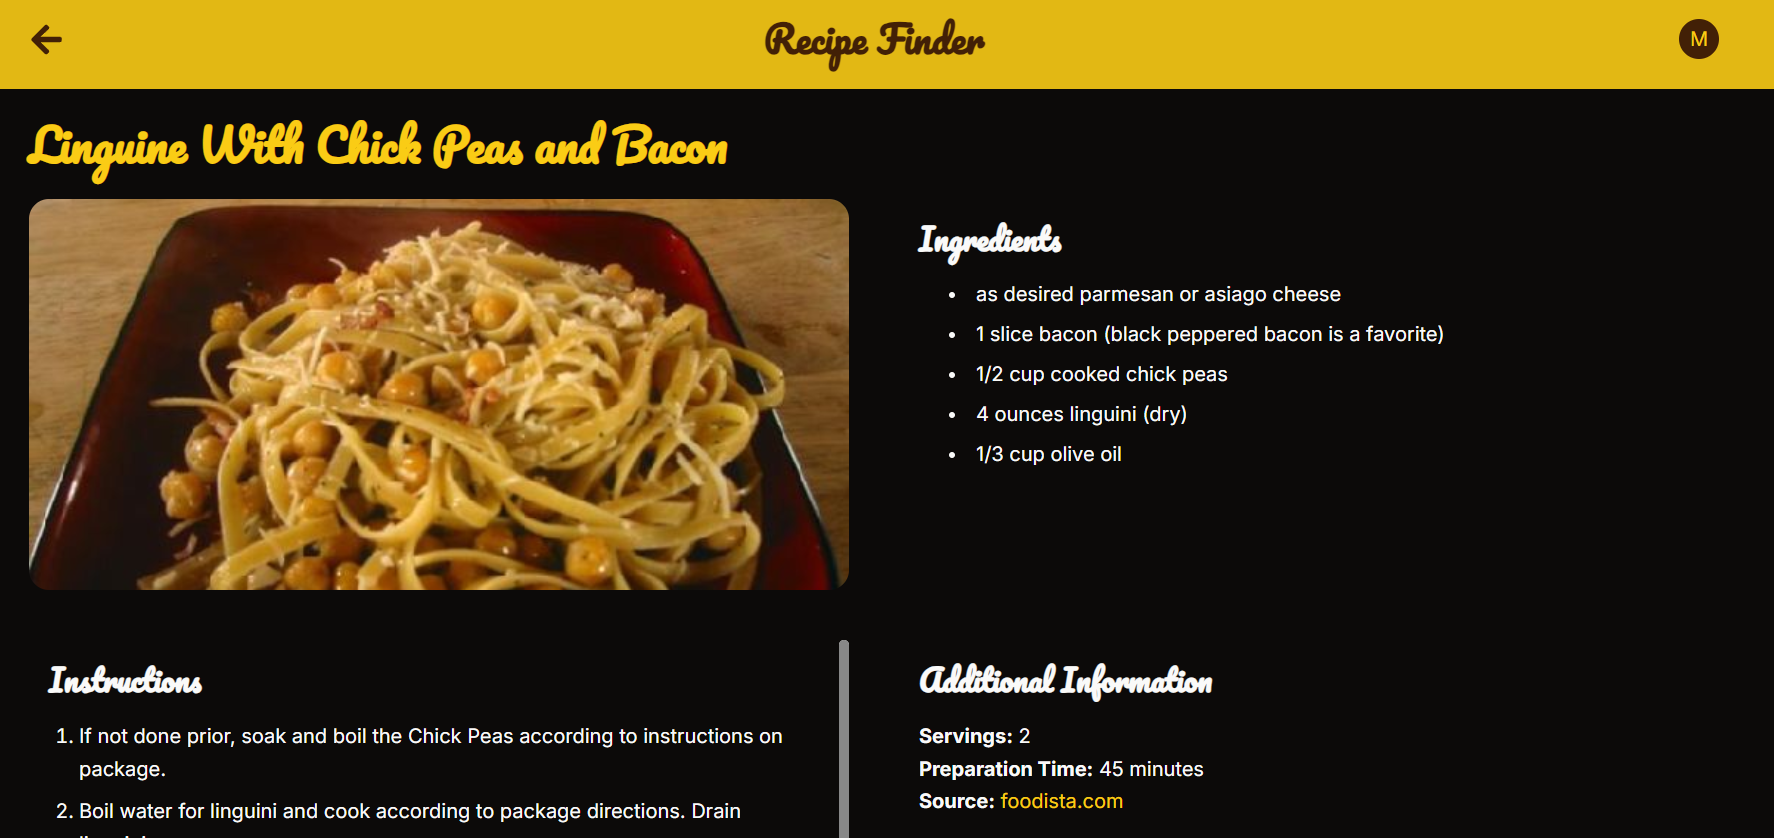 Recipe Finder
M
Linguine With Chick Peas and Bacon
Ingredients
• as desired parmesan or asiago cheese
• 1 slice bacon (black peppered bacon is a favorite)
• 1/2 cup cooked chick peas
• 4 ounces linguini (dry)
• 1/3 cup olive oil
Instructions
1. If not done prior, soak and boil the Chick Peas according to instructions on
package.
2. Boil water for linguini and cook according to package directions. Drain
Additional Information
Servings: 2
Preparation Time: 45 minutes
Source: foodista.com